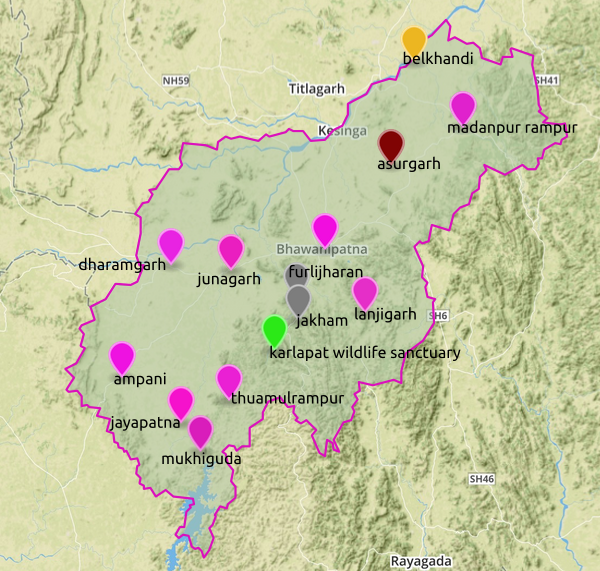 belkhandi
NH59
SH41
Titlagarh
madanpur rampur
Kesinga
asurgarh
Bhawanipatna
dharamgarh
junagarh
furlijharan
lanjigarh
SH6
jakham
karlapat wildlife sanctuary
ampani
thuamulrampur
jayapatna
mukhiguda
SH46
Rayagada